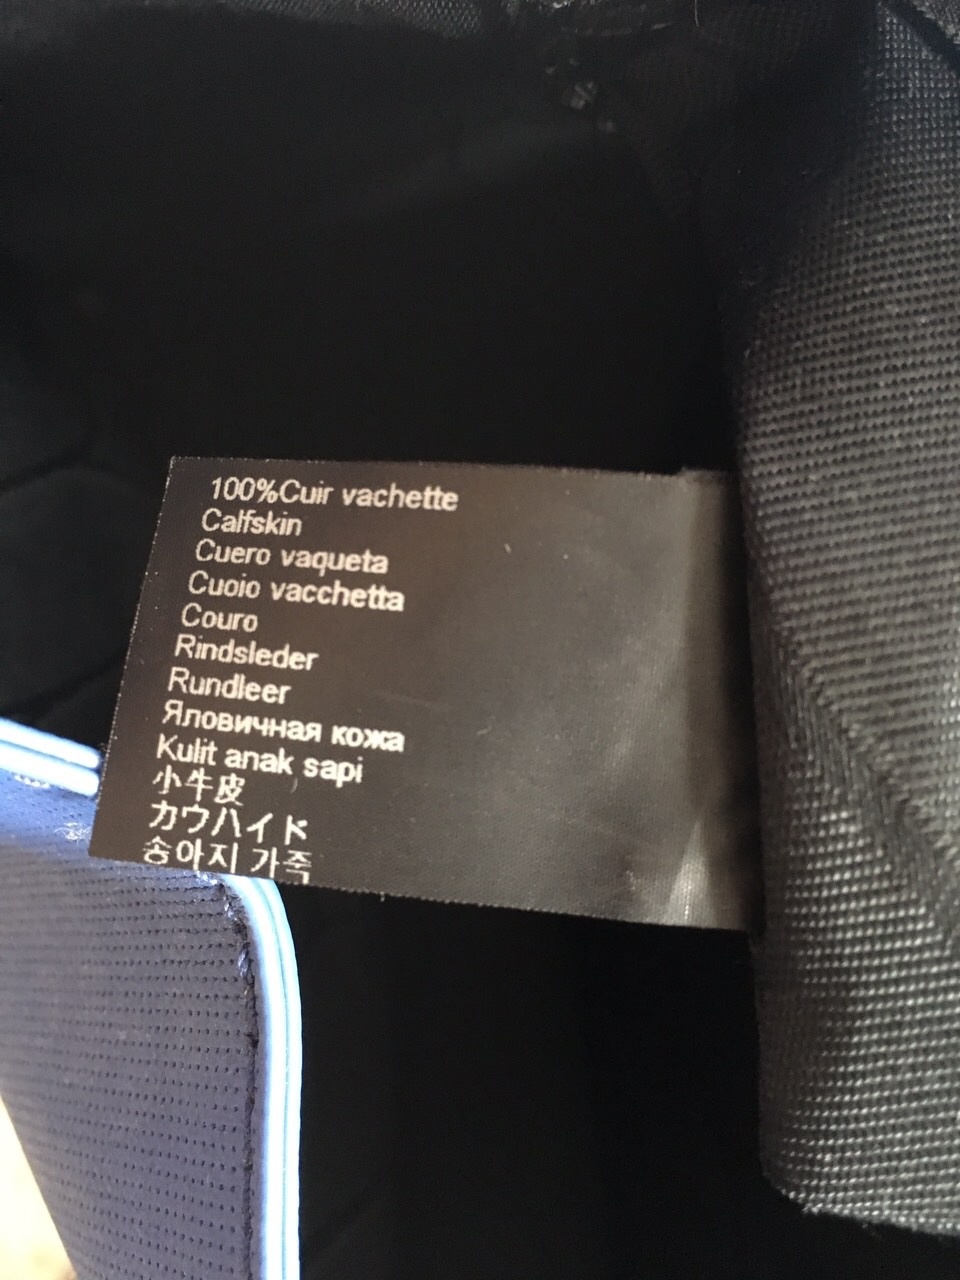 100%Cuir vachette
Calfskin
Cuero vaqueta
Cuoio vacchetta
Couro
Rindsleder
Rundleer
Яловичная кожа
Kulit anak sapi
小牛皮
カウハイド
송아지 가죽